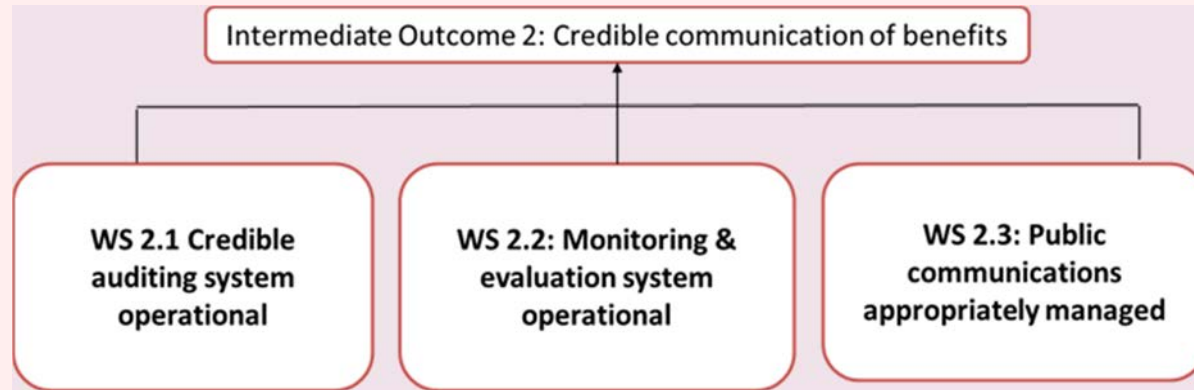 Intermediate Outcome 2: Credible communication of benefits
WS 2.1 Credible
auditing system
operational
WS 2.2: Monitoring &
evaluation system
operational
WS 2.3: Public
communications
appropriately managed